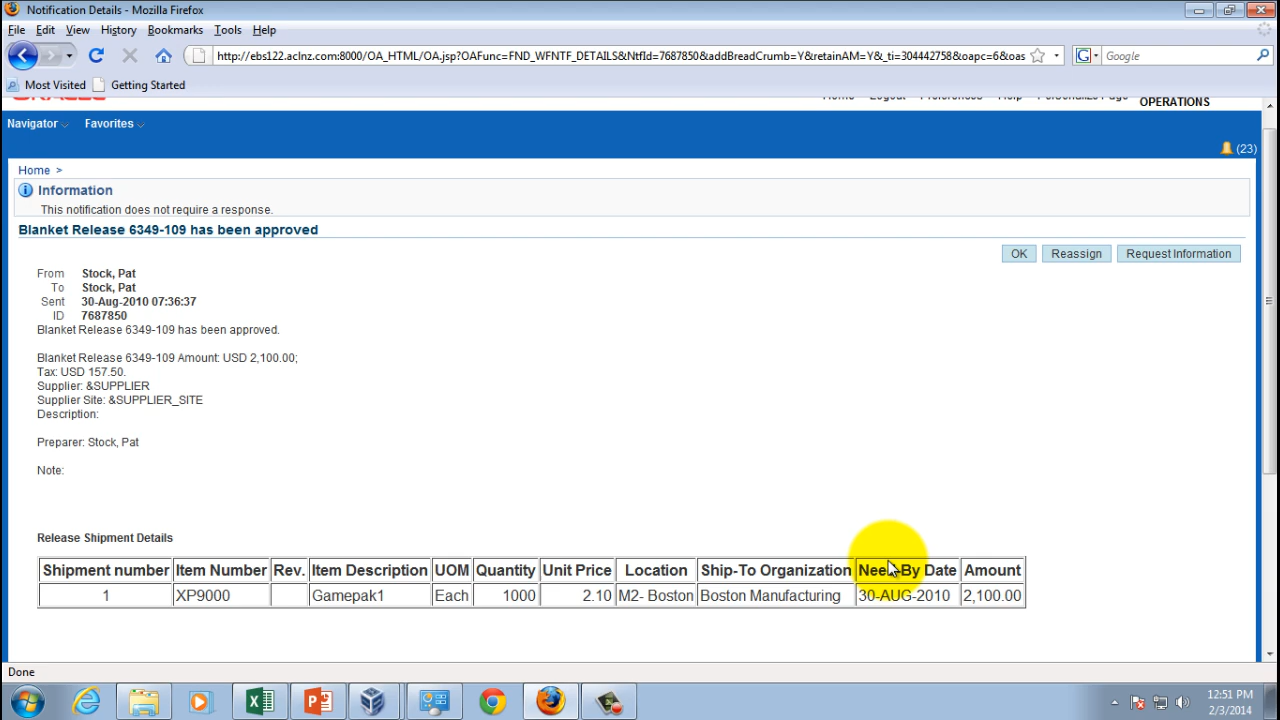 Notification Details - Mozilla Firefox
File Edit View History Bookmarks Tools Help
http://ebs122.aclnz.com:8000/OA_HTML/OA.jsp?OAFunc=FND_WFNTF_DETAILS&NtfId=7687850&addBreadCrumb=Y&retainAM=Y&_ti=304442758&oapc=6&oas
Google
Most Visited Getting Started
Home Logout Preferences Help Personalize Page
OPERATIONS
Navigator Favorites
(23)
Home >
Information
This notification does not require a response.
Blanket Release 6349-109 has been approved
OK Reassign Request Information
From Stock, Pat
To Stock, Pat
Sent 30-Aug-2010 07:36:37
ID 7687850
Blanket Release 6349-109 has been approved.
Blanket Release 6349-109 Amount: USD 2,100.00;
Tax: USD 157.50.
Supplier: &SUPPLIER
Supplier Site: &SUPPLIER_SITE
Description:
Preparer: Stock, Pat
Note:
Release Shipment Details
Shipment number Item Number Rev. Item Description UOM Quantity Unit Price Location Ship-To Organization Need-By Date Amount
1 XP9000 Gamepak1 Each 1000 2.10 M2- Boston Boston Manufacturing 30-AUG-2010 2,100.00
Done
12:51 PM
2/3/2014